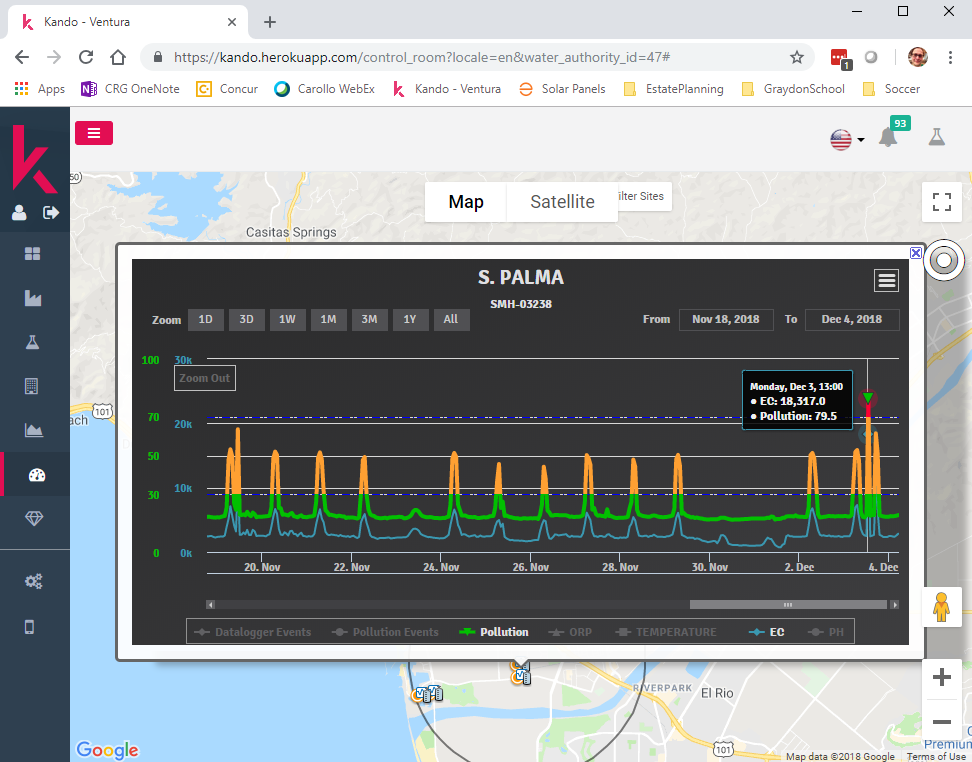 Kando - Ventura
https://kando.herokuapp.com/control_room?locale=en&water_authority_id=47#
1
Apps CRG OneNote Concur Carollo WebEx Kando - Ventura Solar Panels EstatePlanning GraydonSchool Soccer
93
50
Map Satellite ilter Sites
Casitas Springs
S. PALMA
SMH-03238
Zoom 1D 3D 1W 1M 3M 1Y All From Nov 18, 2018 To Dec 4, 2018
100 30k
Zoom Out
Monday, Dec 3, 13:00
● EC: 18,317.0
● Pollution: 79.5
101
ach
70 20k
50
10k
30
0 0k
20. Nov 22. Nov 24. Nov 26. Nov 28. Nov 30. Nov 2. Dec 4. Dec
Datalogger Events Pollution Events Pollution ORP TEMPERATURE EC PH
RIVERPARK El Rio
101
Premium
Google
Map data ©2018 Google Terms of Use